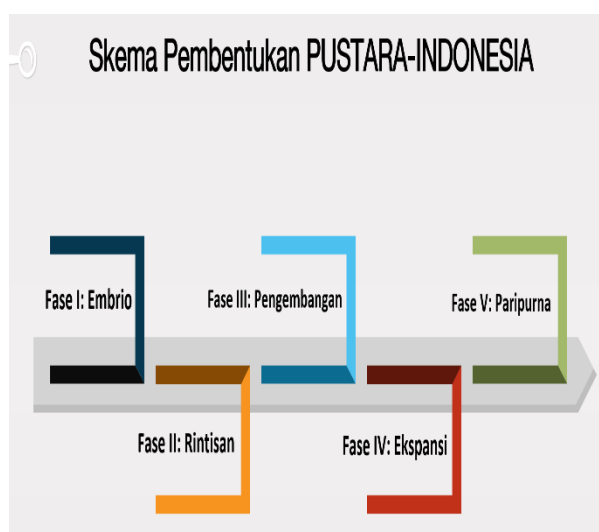 Skema Pembentukan PUSTARA-INDONESIA
Fase I: Embrio
Fase II: Rintisan
Fase III: Pengembangan
Fase IV: Ekspansi
Fase V: Paripurna